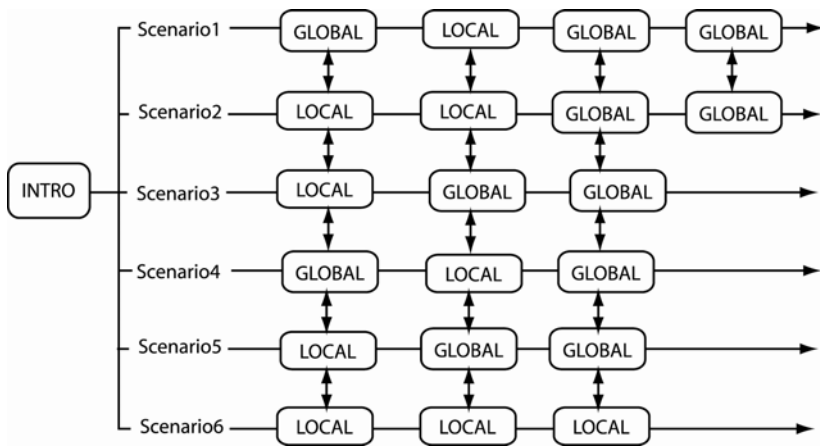 Scenario1 GLOBAL LOCAL GLOBAL GLOBAL
Scenario2 LOCAL LOCAL GLOBAL GLOBAL
INTRO
Scenario3 LOCAL GLOBAL GLOBAL
Scenario4 GLOBAL LOCAL GLOBAL
Scenario5 LOCAL GLOBAL GLOBAL
Scenario6 LOCAL LOCAL LOCAL